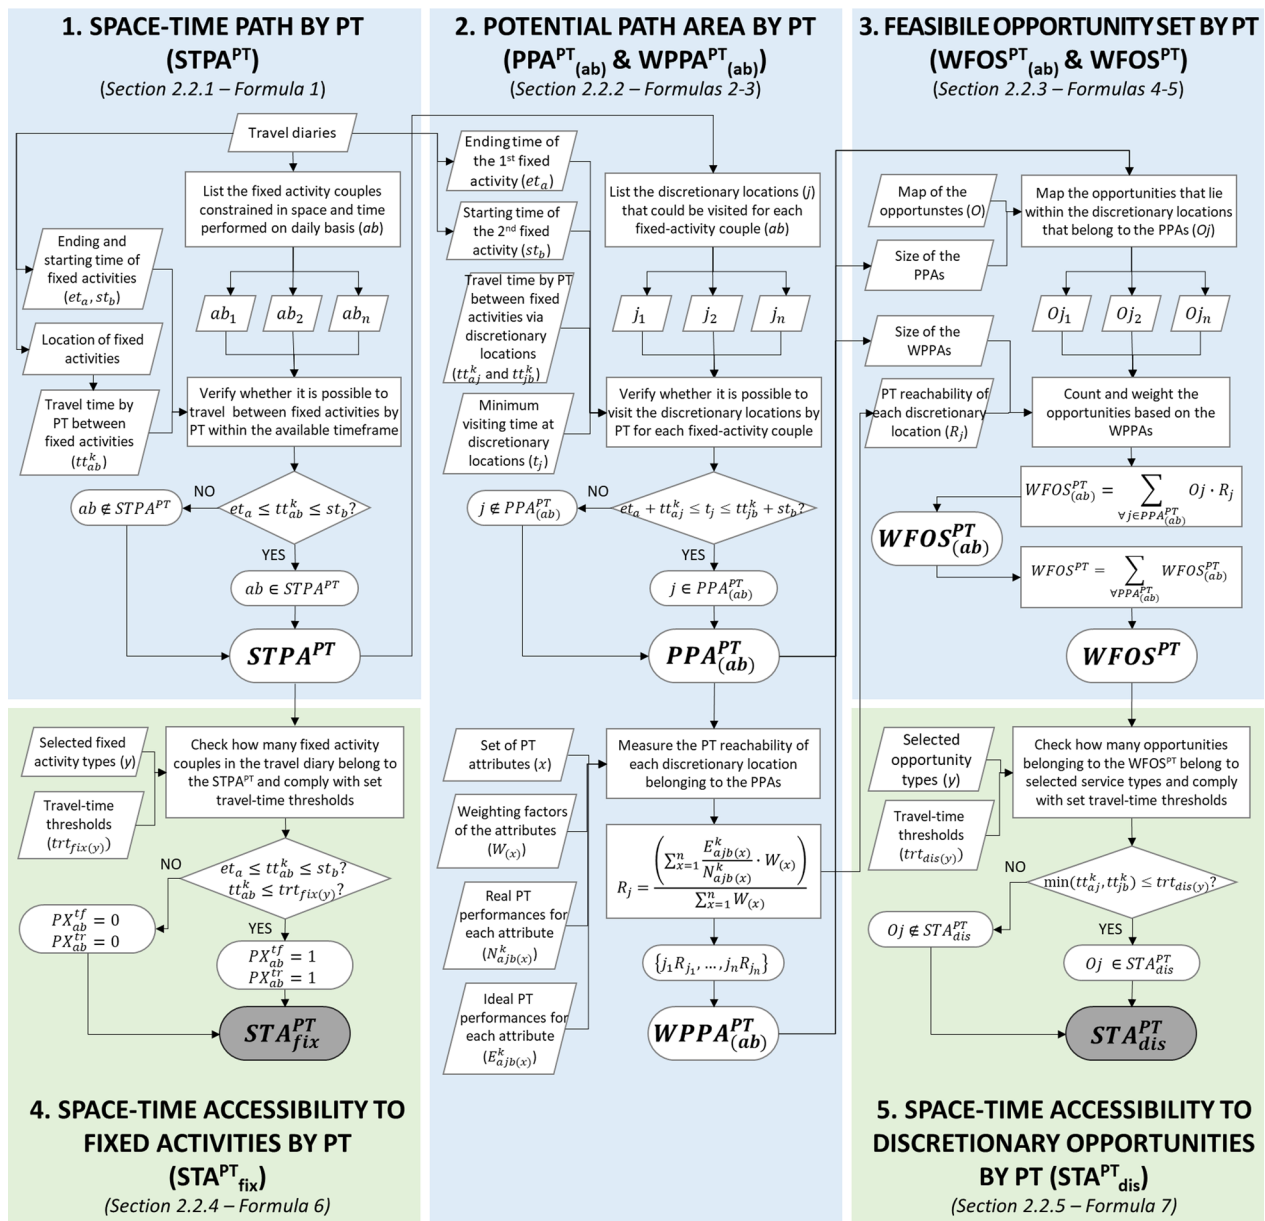 1. SPACE-TIME PATH BY PT
(STPA^PT)
(Section 2.2.1 – Formula 1)
Travel diaries
List the fixed activity couples
constrained in space and time
performed on daily basis (ab)
Ending and
starting time of
fixed activities
(et_a, st_b)
ab_1
ab_2
ab_n
Location of fixed
activities
Travel time by
PT between
fixed activities
(tt^k_ab)
Verify whether it is possible to
travel between fixed activities by
PT within the available timeframe
NO
ab ∉ STPA^PT
et_a ≤ tt^k_ab ≤ st_b?
YES
ab ∈ STPA^PT
STPA^PT
2. POTENTIAL PATH AREA BY PT
(PPA^PT_(ab) & WPPA^PT_(ab))
(Section 2.2.2 – Formulas 2-3)
Ending time of
the 1st fixed
activity (et_a)
Starting time of
the 2nd fixed
activity (st_b)
Travel time by PT
between fixed
activities via
discretionary
locations
(tt^k_aj and tt^k_jb)
Minimum
visiting time at
discretionary
locations (t_j)
List the discretionary locations (j)
that could be visited for each
fixed-activity couple (ab)
j_1
j_2
j_n
Verify whether it is possible to
visit the discretionary locations by
PT for each fixed-activity couple
NO
j ∉ PPA^PT_(ab)
et_a + tt^k_aj ≤ t_j ≤ tt^k_jb + st_b?
YES
j ∈ PPA^PT_(ab)
PPA^PT_(ab)
Set of PT
attributes (x)
Weighting factors
of the attributes
(W_(x))
Real PT
performances for
each attribute
(N^k_ajb(x))
Ideal PT
performances for
each attribute
(E^k_ajb(x))
Measure the PT reachability of
each discretionary location
belonging to the PPAs
R_j = (∑^n_x=1 E^k_ajb(x) / N^k_ajb(x) · W_(x)) / ∑^n_x=1 W_(x)
{j_1R_j_1, …, j_nR_j_n}
WPPA^PT_(ab)
3. FEASIBILE OPPORTUNITY SET BY PT
(WFOS^PT_(ab) & WFOS^PT)
(Section 2.2.3 – Formulas 4-5)
Map of the
opportunstes (O)
Size of the
PPAs
Map the opportunities that lie
within the discretionary locations
that belong to the PPAs (Oj)
Oj_1
Oj_2
Oj_n
Size of the
WPPAs
PT reachability of
each discretionary
location (R_j)
Count and weight the
opportunities based on the
WPPAs
WFOS^PT_(ab) = ∑_∀j∈PPA^PT_(ab) Oj · R_j
WFOS^PT_(ab)
WFOS^PT = ∑_∀PPA^PT_(ab) WFOS^PT_(ab)
WFOS^PT
Selected fixed
activity types (y)
Travel-time
thresholds
(trt_fix(y))
Check how many fixed activity
couples in the travel diary belong to
the STPA^PT and comply with set
travel-time thresholds
NO
et_a ≤ tt^k_ab ≤ st_b?
tt^k_ab ≤ trt_fix(y)?
PX^tf_ab = 0
PX^tr_ab = 0
YES
PX^tf_ab = 1
PX^tr_ab = 1
STA^PT_fix
4. SPACE-TIME ACCESSIBILITY TO
FIXED ACTIVITIES BY PT
(STA^PT_fix)
(Section 2.2.4 – Formula 6)
Selected
opportunity
types (y)
Travel-time
thresholds
(trt_dis(y))
Check how many opportunities
belonging to the WFOS^PT belong to
selected service types and comply
with set travel-time thresholds
NO
min(tt^k_aj, tt^k_jb) ≤ trt_dis(y)?
Oj ∉ STA^PT_dis
YES
Oj ∈ STA^PT_dis
STA^PT_dis
5. SPACE-TIME ACCESSIBILITY TO
DISCRETIONARY OPPORTUNITIES
BY PT (STA^PT_dis)
(Section 2.2.5 – Formula 7)